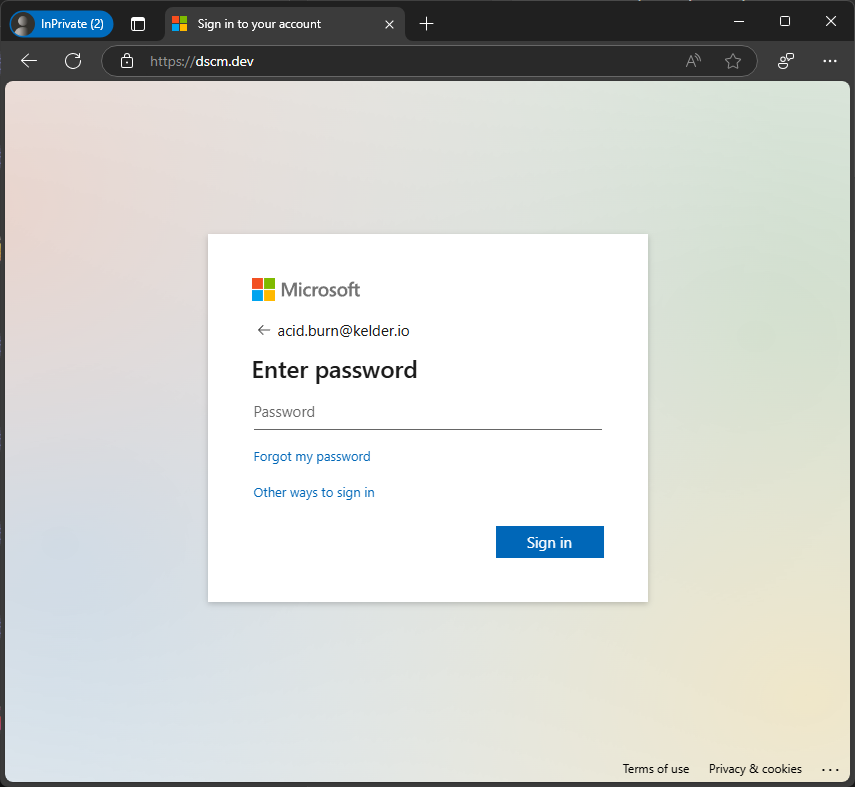 InPrivate (2)
Sign in to your account
https://dscm.dev
Microsoft
acid.burn@kelder.io
Enter password
Password
Forgot my password
Other ways to sign in
Sign in
Terms of use Privacy & cookies ...